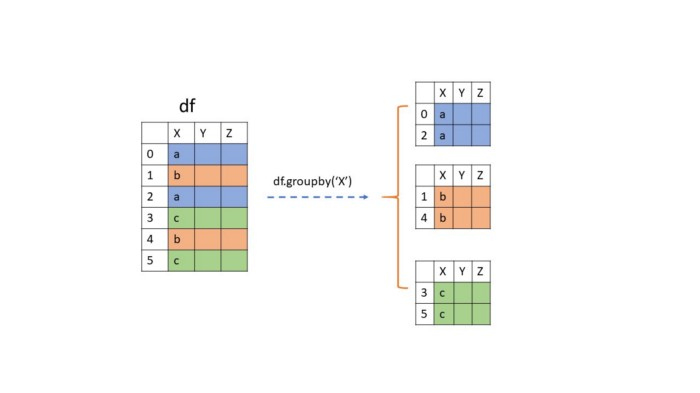 df
X Y Z
0 a
1 b
2 a
3 c
4 b
5 c
df.groupby(‘X’)
X Y Z
0 a
2 a
X Y Z
1 b
4 b
X Y Z
3 c
5 c